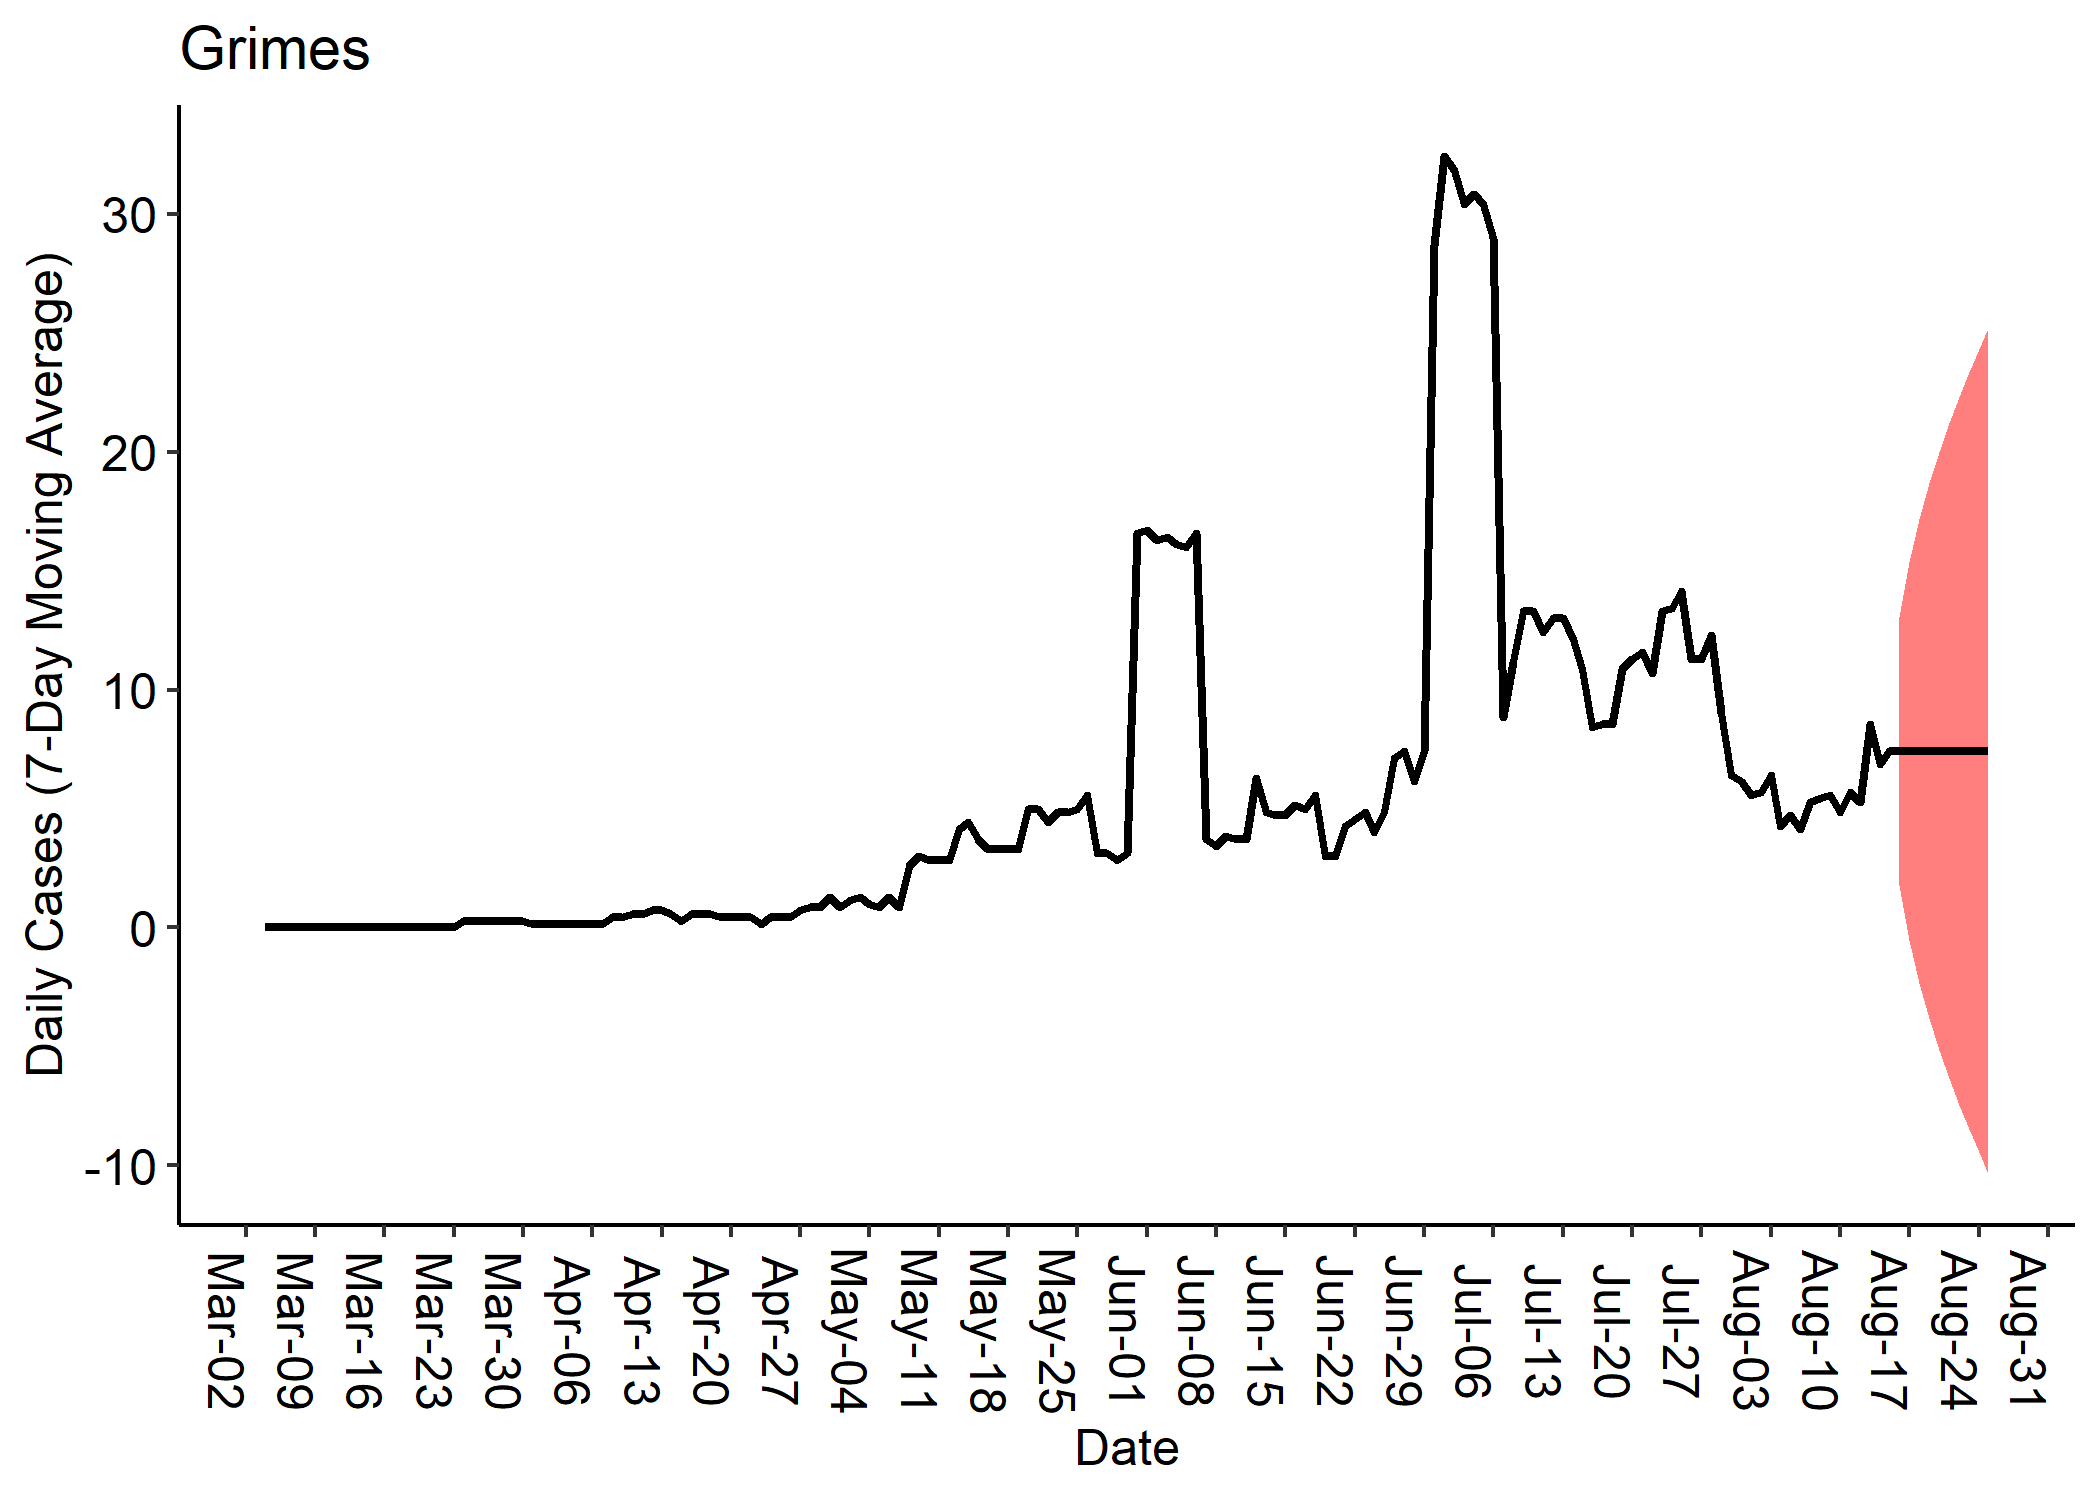 Grimes
Daily Cases (7-Day Moving Average)
30
20
10
0
-10
Mar-02
Mar-09
Mar-16
Mar-23
Mar-30
Apr-06
Apr-13
Apr-20
Apr-27
May-04
May-11
May-18
May-25
Jun-01
Jun-08
Jun-15
Jun-22
Jun-29
Jul-06
Jul-13
Jul-20
Jul-27
Aug-03
Aug-10
Aug-17
Aug-24
Aug-31
Date